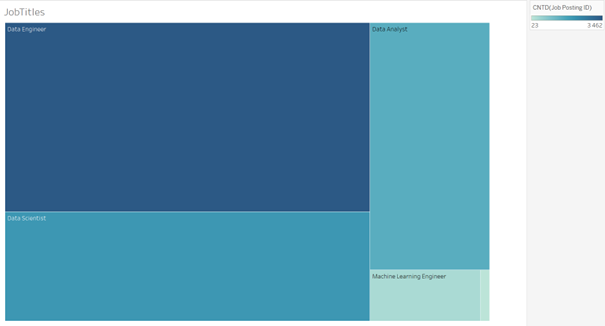 JobTitles
Data Engineer
Data Analyst
Data Scientist
Machine Learning Engineer
CNTD(Job Posting ID)
23 3 462